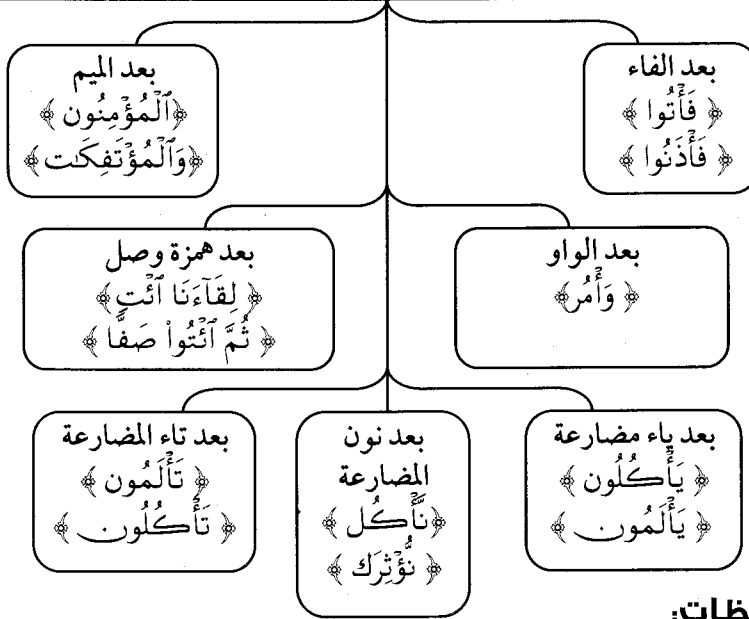 بعد الفاء
﴿ فَأْتُوا ﴾
﴿ فَأْذَنُوا ﴾
بعد الميم
﴿ٱلْمُؤْمِنُون ﴾
﴿وَٱلْمُؤْتَفِكَـٰت ﴾
بعد الواو
﴿ وَأْمُر﴾
بعد همزة وصل
﴿ لِقَآءَنَا ٱئْتِ﴾
﴿ ثُمَّ ٱئْتُوا۟ صَفًّا ﴾
بعد ياء مضارعة
﴿ يَأْكُلُون ﴾
﴿ يَأْلَمُون ﴾
بعد نون
المضارعة
﴿نَّأْكُل ﴾
﴿ نُّؤْثِرَك ﴾
بعد تاء المضارعة
﴿ تَأْلَمُون ﴾
﴿ تَأْكُلُون ﴾